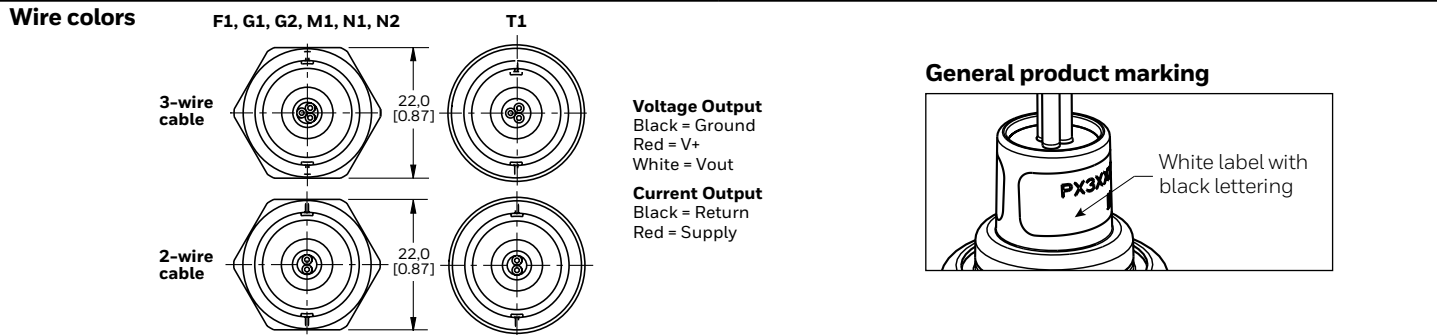 Wire colors
F1, G1, G2, M1, N1, N2
T1
3-wire
cable
22,0
[0.87]
2-wire
cable
22,0
[0.87]
Voltage Output
Black = Ground
Red = V+
White = Vout
Current Output
Black = Return
Red = Supply
General product marking
PX3XX
White label with
black lettering